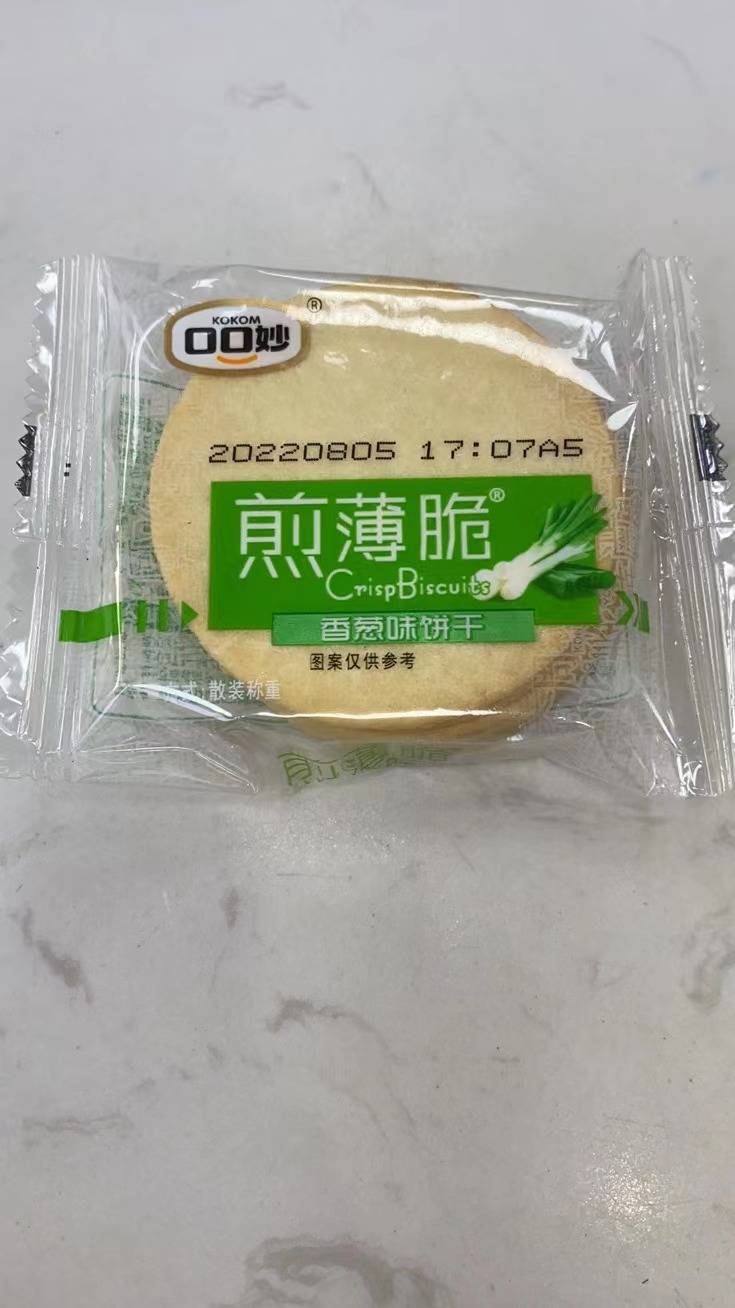 KOKOM
口口妙®
20220805 17:07A5
煎薄脆®
CrispBiscuits
香葱味饼干
图案仅供参考
式:散装称重